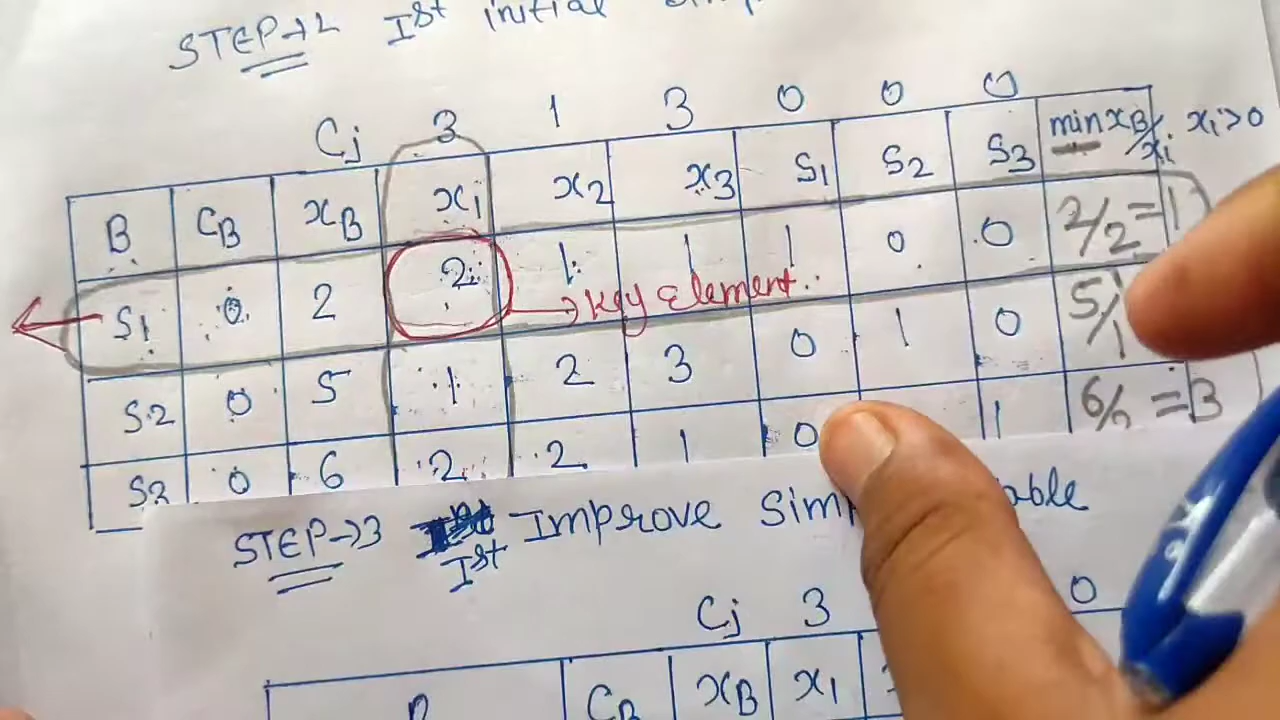 STEP→2 Ist initial
Cj 3 1 3 0 0 0
B CB xB x1 x2 x3 S1 S2 S3 min xB/x1, xi>0
S1 0 2 2 1 1 1 0 0 2/2=1
→ Key Element.
S2 0 5 1 2 3 0 1 0 5/1
S3 0 6 2 2 1 0 1 6/2=3
STEP→3 Ist Improve Simp able
Cj 3 0
B CB xB x1